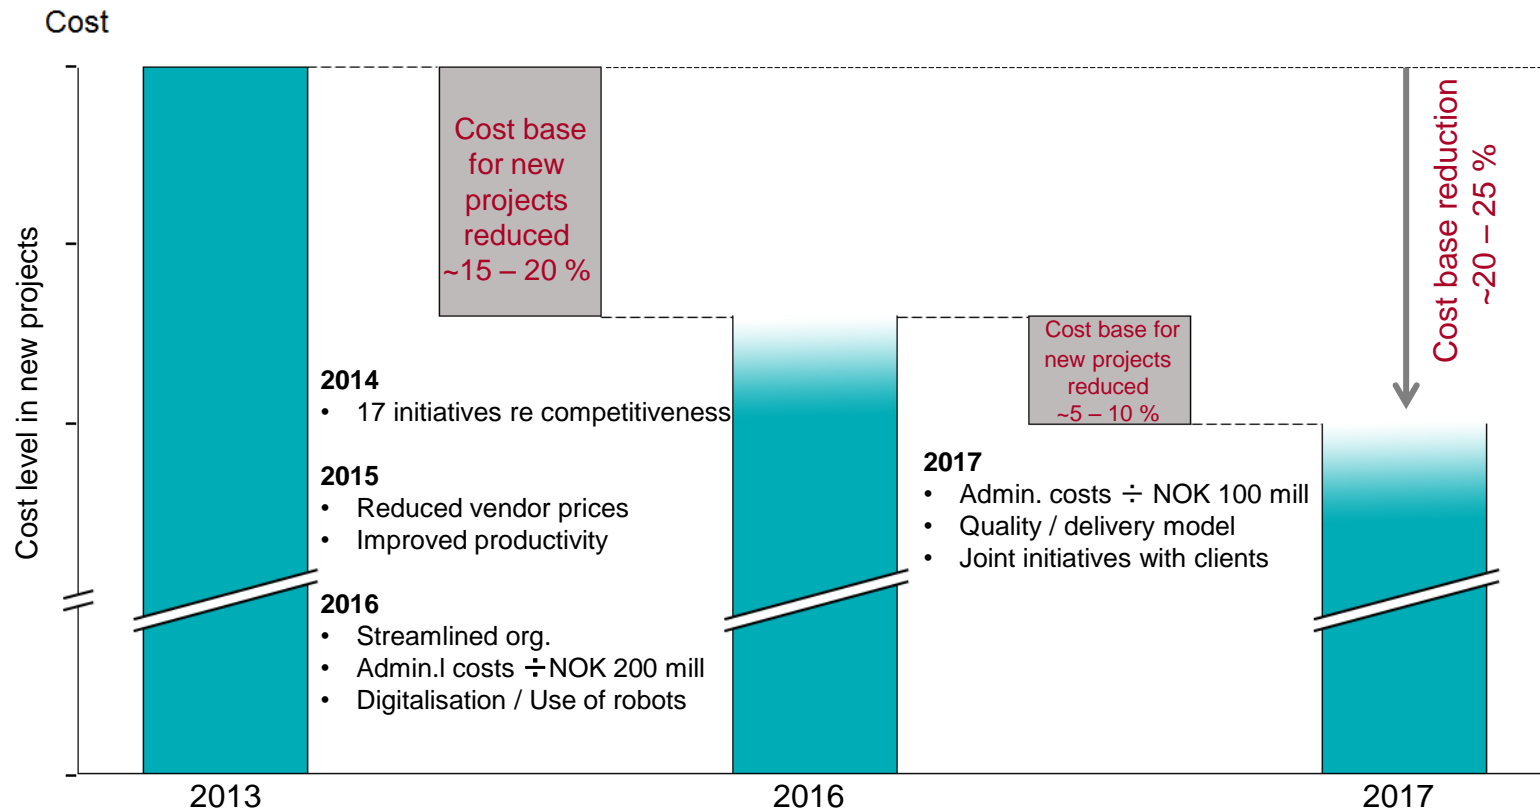 Cost
Cost level in new projects
Cost base
for new
projects
reduced
~15 – 20 %
Cost base reduction
~20 – 25 %
Cost base for
new projects
reduced
~5 – 10 %
2014
• 17 initiatives re competitiveness
2015
• Reduced vendor prices
• Improved productivity
2016
• Streamlined org.
• Admin.l costs ÷NOK 200 mill
• Digitalisation / Use of robots
2017
• Admin. costs ÷ NOK 100 mill
• Quality / delivery model
• Joint initiatives with clients
2013
2016
2017